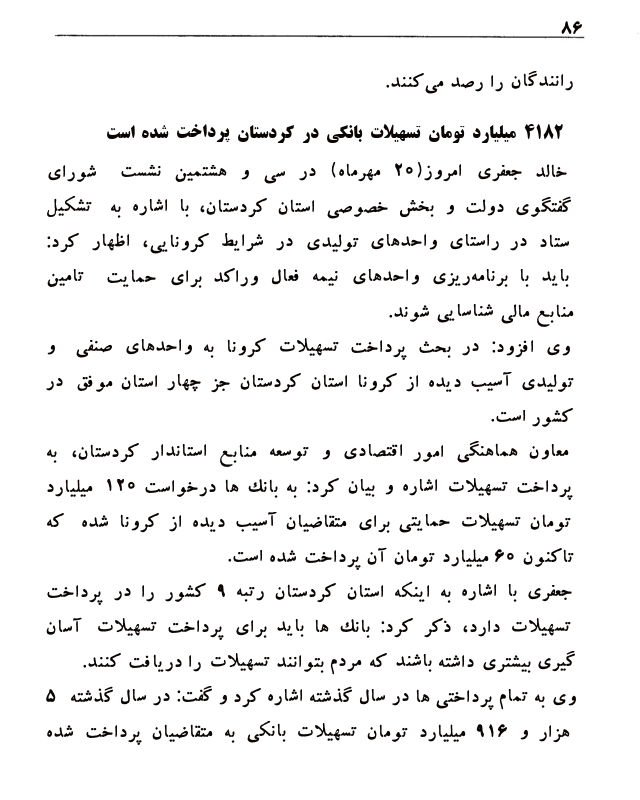 ۸۶
رانندگان را رصد می‌کنند.
۴۱۸۲ میلیارد تومان تسهیلات بانکی در کردستان پرداخت شده است
خالد جعفری امروز(۲۰ مهرماه) در سی و هشتمین نشست شورای
گفتگوی دولت و بخش خصوصی استان کردستان، با اشاره به تشکیل
ستاد در راستای واحدهای تولیدی در شرایط کرونایی، اظهار کرد:
باید با برنامه‌ریزی واحدهای نیمه فعال وراکد برای حمایت تامین
منابع مالی شناسایی شوند.
وی افزود: در بحث پرداخت تسهیلات کرونا به واحدهای صنفی و
تولیدی آسیب دیده از کرونا استان کردستان جز چهار استان موفق در
کشور است.
معاون هماهنگی امور اقتصادی و توسعه منابع استاندار کردستان، به
پرداخت تسهیلات اشاره و بیان کرد: به بانک ها درخواست ۱۲۰ میلیارد
تومان تسهیلات حمایتی برای متقاضیان آسیب دیده از کرونا شده که
تاکنون ۶۰ میلیارد تومان آن پرداخت شده است.
جعفری با اشاره به اینکه استان کردستان رتبه ۹ کشور را در پرداخت
تسهیلات دارد، ذکر کرد: بانک ها باید برای پرداخت تسهیلات آسان
گیری بیشتری داشته باشند که مردم بتوانند تسهیلات را دریافت کنند.
وی به تمام پرداختی ها در سال گذشته اشاره کرد و گفت: در سال گذشته ۵
هزار و ۹۱۶ میلیارد تومان تسهیلات بانکی به متقاضیان پرداخت شده